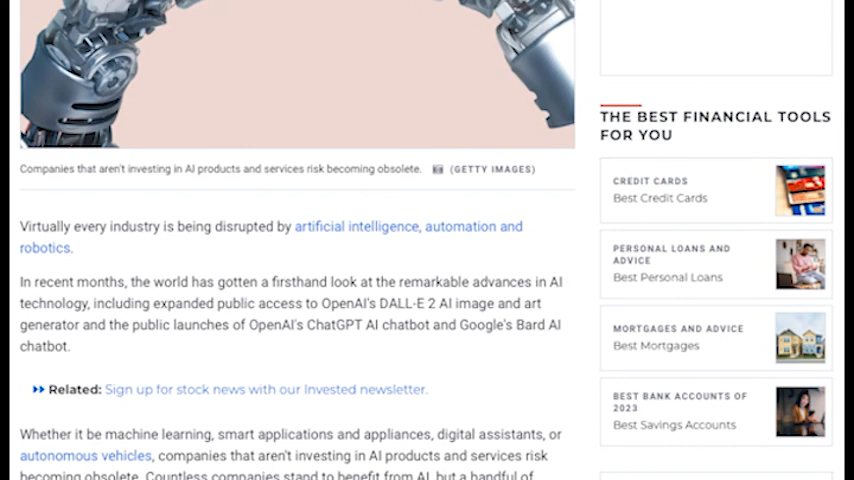 Companies that aren't investing in AI products and services risk becoming obsolete. (GETTY IMAGES)
Virtually every industry is being disrupted by artificial intelligence, automation and
robotics.
In recent months, the world has gotten a firsthand look at the remarkable advances in AI
technology, including expanded public access to OpenAI's DALL-E 2 AI image and art
generator and the public launches of OpenAI's ChatGPT AI chatbot and Google's Bard AI
chatbot.
Related: Sign up for stock news with our Invested newsletter.
Whether it be machine learning, smart applications and appliances, digital assistants, or
autonomous vehicles, companies that aren't investing in AI products and services risk
becoming obsolete. Countless companies stand to benefit from AI, but a handful of
THE BEST FINANCIAL TOOLS
FOR YOU
CREDIT CARDS
Best Credit Cards
PERSONAL LOANS AND
ADVICE
Best Personal Loans
MORTGAGES AND ADVICE
Best Mortgages
BEST BANK ACCOUNTS OF
2023
Best Savings Accounts